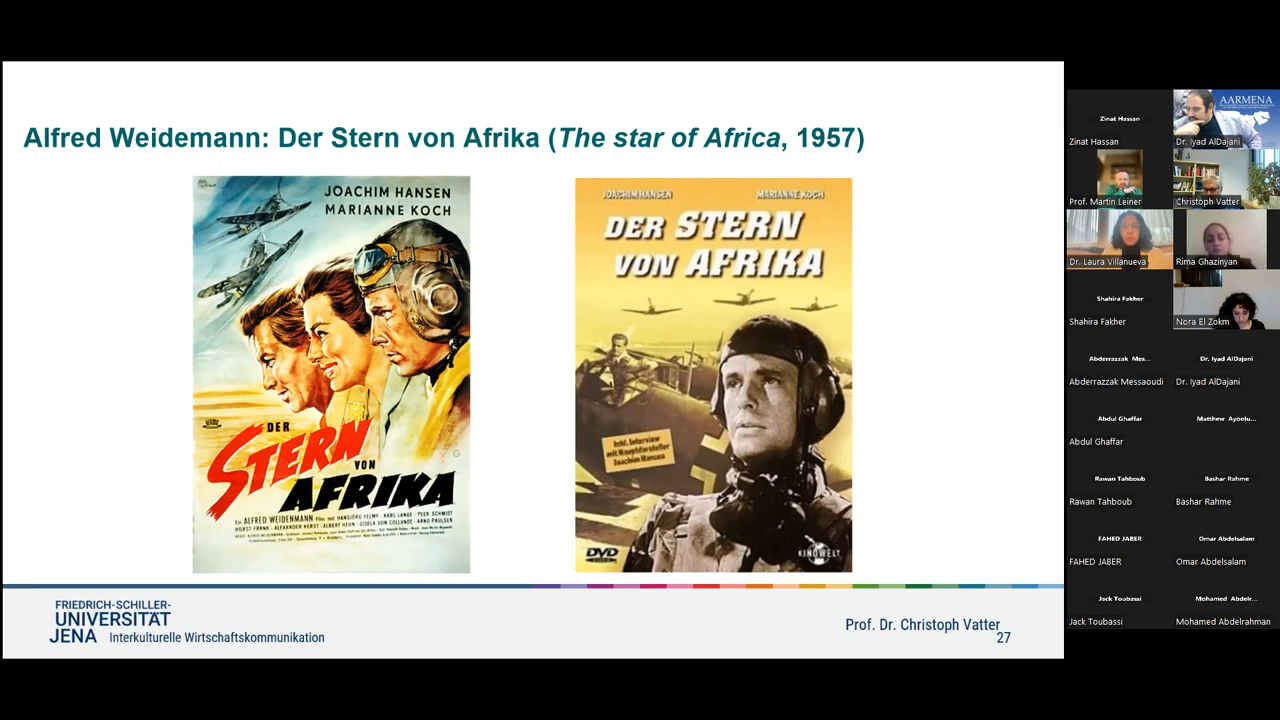 Alfred Weidemann: Der Stern von Afrika (The star of Africa, 1957)
JOACHIM HANSEN
MARIANNE KOCH
DER
STERN
VON
AFRIKA
Ein ALFRED WEIDENMANN Film mit HANSJÖRG FELMY · KARL LANGE · PEER SCHMIDT
HORST FRANK · ALEXANDER KERST · ALBERT HEHN · GISELA VON COLLANDE · ARNO PAULSEN
JOACHIM HANSEN
MARIANNE KOCH
DER STERN
VON AFRIKA
Inkl. Interview
mit Hauptdarsteller
Joachim Hansen
DVD
VIDEO
KINOWELT
FRIEDRICH-SCHILLER-
UNIVERSITÄT
JENA
Interkulturelle Wirtschaftskommunikation
Prof. Dr. Christoph Vatter
27
Zinat Hassan
Zinat Hassan
AARMENA
Dr. Iyad AlDajani
Prof. Martin Leiner
Christoph Vatter
Dr. Laura Villanueva
Rima Ghazinyan
Shahira Fakher
Shahira Fakher
Nora El Zokm
Abderrazzak Mes...
Abderrazzak Messaoudi
Dr. Iyad AlDajani
Dr. Iyad AlDajani
Abdul Ghaffar
Abdul Ghaffar
Matthew Ayoolu...
Rawan Tahboub
Rawan Tahboub
Bashar Rahme
Bashar Rahme
FAHED JABER
FAHED JABER
Omar Abdelsalam
Omar Abdelsalam
Jack Toubassi
Jack Toubassi
Mohamed Abdelr...
Mohamed Abdelrahman